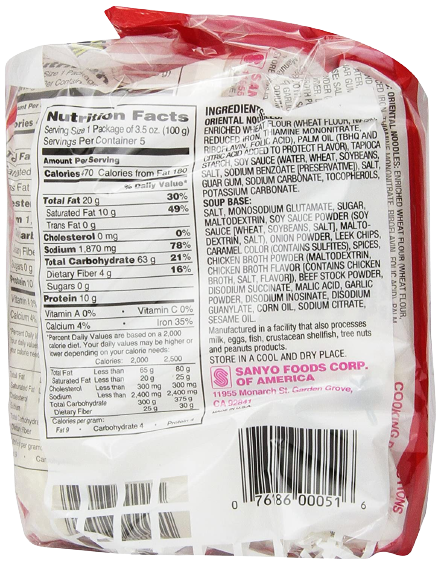 Nutrition Facts
Serving Size 1 Package of 3.5 oz. (100 g)
Servings Per Container 5
Amount Per Serving
Calories 470 Calories from Fat 180
% Daily Value*
Total Fat 20 g 30%
Saturated Fat 10 g 49%
Trans Fat 0 g
Cholesterol 0 mg 0%
Sodium 1,870 mg 78%
Total Carbohydrate 63 g 21%
Dietary Fiber 4 g 16%
Sugars 0 g
Protein 10 g
Vitamin A 0% • Vitamin C 0%
Calcium 4% • Iron 35%
*Percent Daily Values are based on a 2,000
calorie diet. Your daily values may be higher or
lower depending on your calorie needs:
Calories: 2,000 2,500
Total Fat Less than 65 g 80 g
Saturated Fat Less than 20 g 25 g
Cholesterol Less than 300 mg 300 mg
Sodium Less than 2,400 mg 2,400 mg
Total Carbohydrate 300 g 375 g
Dietary Fiber 25 g 30 g
Calories per gram:
Fat 9 • Carbohydrate 4 • Protein 4
INGREDIENTS
ORIENTAL NOODLES:
ENRICHED WHEAT FLOUR (WHEAT FLOUR, NIACIN,
REDUCED IRON, THIAMINE MONONITRATE,
RIBOFLAVIN, FOLIC ACID), PALM OIL (TBHQ AND
CITRIC ACID ADDED TO PROTECT FLAVOR), TAPIOCA
STARCH, SOY SAUCE (WATER, WHEAT, SOYBEANS,
SALT, SODIUM BENZOATE [PRESERVATIVE]), SALT,
GUAR GUM, SODIUM CARBONATE, TOCOPHEROLS,
POTASSIUM CARBONATE.
SOUP BASE:
SALT, MONOSODIUM GLUTAMATE, SUGAR,
MALTODEXTRIN, SOY SAUCE POWDER (SOY
SAUCE [WHEAT, SOYBEANS, SALT], MALTO-
DEXTRIN, SALT), ONION POWDER, LEEK CHIPS,
CARAMEL COLOR (CONTAINS SULFITES), SPICES,
CHICKEN BROTH POWDER (MALTODEXTRIN,
CHICKEN BROTH FLAVOR [CONTAINS CHICKEN
BROTH, SALT, FLAVOR]), BEEF STOCK POWDER,
DISODIUM SUCCINATE, MALIC ACID, GARLIC
POWDER, DISODIUM INOSINATE, DISODIUM
GUANYLATE, CORN OIL, SODIUM CITRATE,
SESAME OIL.
Manufactured in a facility that also processes
milk, eggs, fish, crustacean shellfish, tree nuts
and peanuts products.
STORE IN A COOL AND DRY PLACE.
SANYO FOODS CORP.
OF AMERICA
11955 Monarch St. Garden Grove,
CA 92841
0 76186 00051 6
ORIENTAL NOODLES: ENRICHED WHEAT FLOUR (WHEAT FLOUR,
COOKING